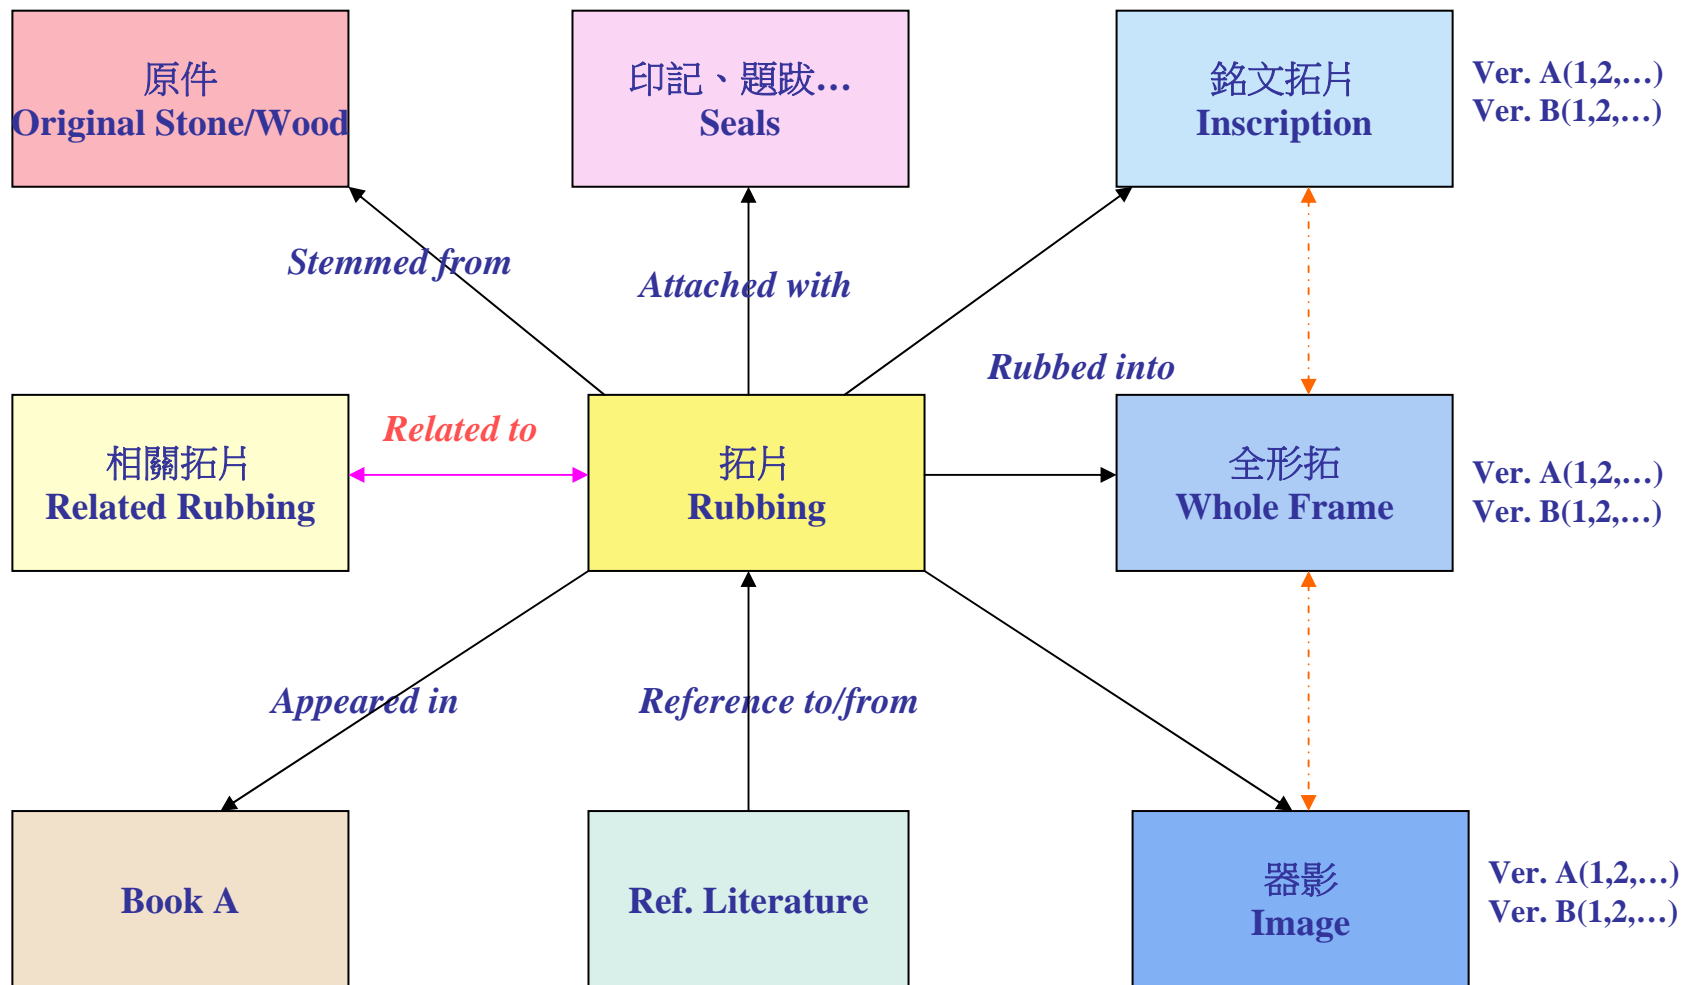 原件
Original Stone/Wood
印記、題跋...
Seals
銘文拓片
Inscription
Ver. A(1,2,…)
Ver. B(1,2,…)
Stemmed from
Attached with
Rubbed into
相關拓片
Related Rubbing
Related to
拓片
Rubbing
全形拓
Whole Frame
Ver. A(1,2,…)
Ver. B(1,2,…)
Appeared in
Reference to/from
Book A
Ref. Literature
器影
Image
Ver. A(1,2,…)
Ver. B(1,2,…)